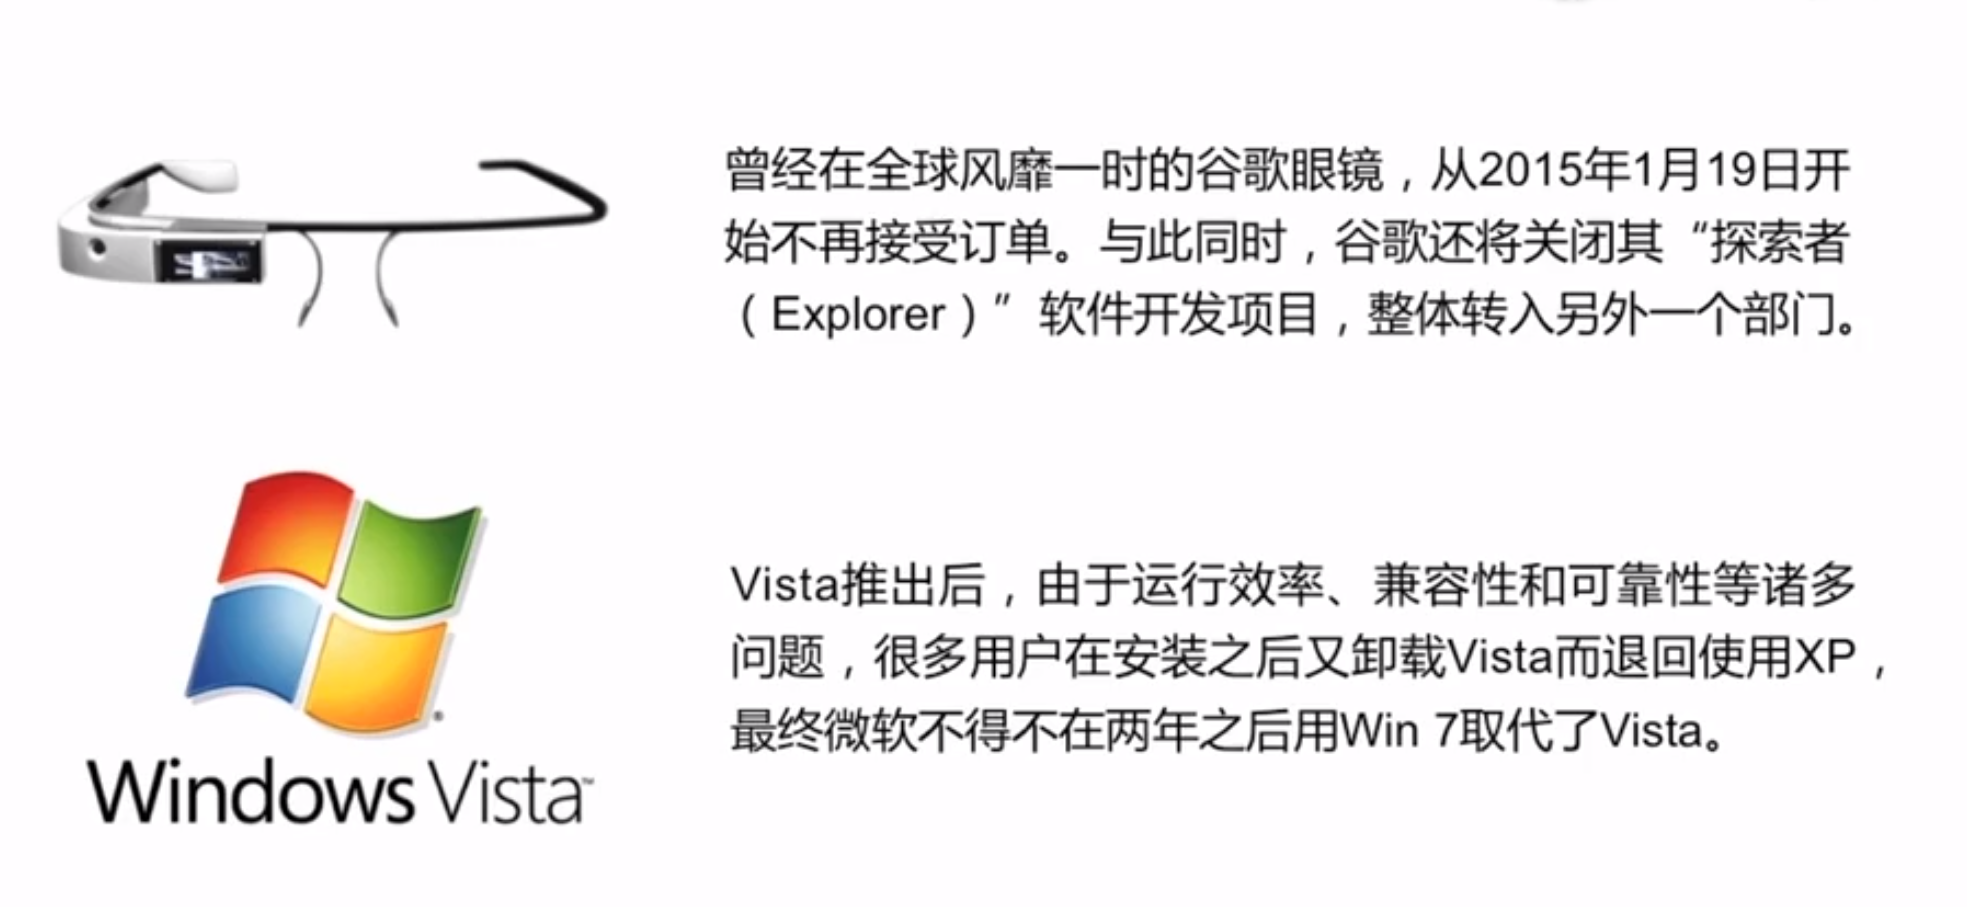 曾经在全球风靡一时的谷歌眼镜，从2015年1月19日开
始不再接受订单。与此同时，谷歌还将关闭其“探索者
（Explorer）”软件开发项目，整体转入另外一个部门。
Vista推出后，由于运行效率、兼容性和可靠性等诸多
问题，很多用户在安装之后又卸载Vista而退回使用XP，
最终微软不得不在两年之后用Win 7取代了Vista。
®
Windows Vista™